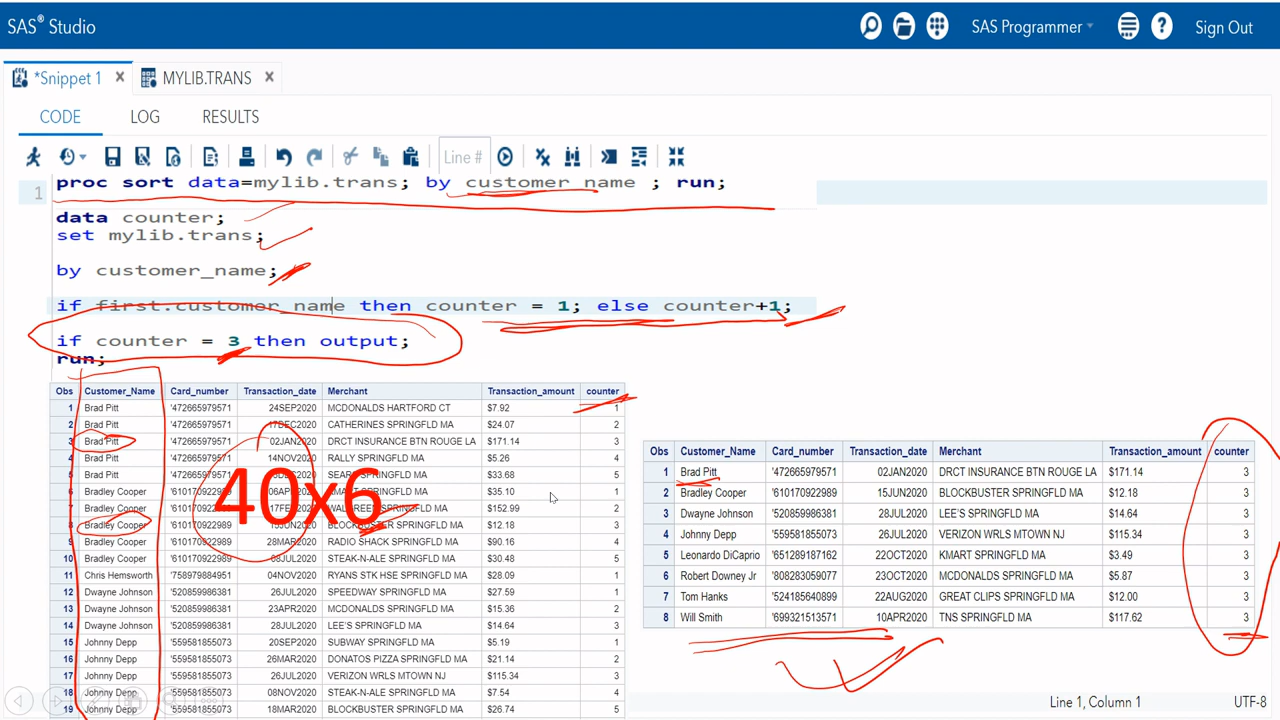 SAS® Studio
SAS Programmer
Sign Out
*Snippet 1
MYLIB.TRANS
CODE LOG RESULTS
Line #
1
proc sort data=mylib.trans; by customer_name ; run;
data counter;
set mylib.trans;
by customer_name;
if first.customer_name then counter = 1; else counter+1;
if counter = 3 then output;
run;
Obs Customer_Name Card_number Transaction_date Merchant Transaction_amount counter
1 Brad Pitt '472665979571 24SEP2020 MCDONALDS HARTFORD CT $7.92 1
2 Brad Pitt '472665979571 17DEC2020 CATHERINES SPRINGFLD MA $24.07 2
3 Brad Pitt '472665979571 02JAN2020 DRCT INSURANCE BTN ROUGE LA $171.14 3
4 Brad Pitt '472665979571 14NOV2020 RALLY SPRINGFLD MA $5.26 4
5 Brad Pitt '472665979571 SEARS SPRINGFLD MA $33.68 5
6 Bradley Cooper '610170922989 KMART SPRINGFLD MA $35.10 1
7 Bradley Cooper WALGREEN SPRINGFLD MA $152.99 2
8 Bradley Cooper '610170922989 15JUN2020 BLOCKBUSTER SPRINGFLD MA $12.18 3
9 Bradley Cooper '610170922989 28MAR2020 RADIO SHACK SPRINGFLD MA $90.16 4
10 Bradley Cooper '610170922989 STEAK-N-ALE SPRINGFLD MA $30.48 5
11 Chris Hemsworth '758979884951 04NOV2020 RYANS STK HSE SPRINGFLD MA $28.09 1
12 Dwayne Johnson '520859986381 26JUL2020 SPEEDWAY SPRINGFLD MA $27.59 1
13 Dwayne Johnson '520859986381 23APR2020 MCDONALDS SPRINGFLD MA $15.36 2
14 Dwayne Johnson '520859986381 28JUL2020 LEE'S SPRINGFLD MA $14.64 3
15 Johnny Depp '559581855073 20SEP2020 SUBWAY SPRINGFLD MA $5.19 1
16 Johnny Depp '559581855073 26MAR2020 DONATOS PIZZA SPRINGFLD MA $21.14 2
17 Johnny Depp '559581855073 26JUL2020 VERIZON WRLS MTOWN NJ $115.34 3
18 Johnny Depp '559581855073 08NOV2020 STEAK-N-ALE SPRINGFLD MA $7.54 4
19 Johnny Depp '559581855073 18MAR2020 BLOCKBUSTER SPRINGFLD MA $26.74 5
40x6
Obs Customer_Name Card_number Transaction_date Merchant Transaction_amount counter
1 Brad Pitt '472665979571 02JAN2020 DRCT INSURANCE BTN ROUGE LA $171.14 3
2 Bradley Cooper '610170922989 15JUN2020 BLOCKBUSTER SPRINGFLD MA $12.18 3
3 Dwayne Johnson '520859986381 28JUL2020 LEE'S SPRINGFLD MA $14.64 3
4 Johnny Depp '559581855073 26JUL2020 VERIZON WRLS MTOWN NJ $115.34 3
5 Leonardo DiCaprio '651289187162 22OCT2020 KMART SPRINGFLD MA $3.49 3
6 Robert Downey Jr '808283059077 23OCT2020 MCDONALDS SPRINGFLD MA $5.87 3
7 Tom Hanks '524185640899 22AUG2020 GREAT CLIPS SPRINGFLD MA $12.00 3
8 Will Smith '699321513571 10APR2020 TNS SPRINGFLD MA $117.62 3
Line 1, Column 1
UTF-8